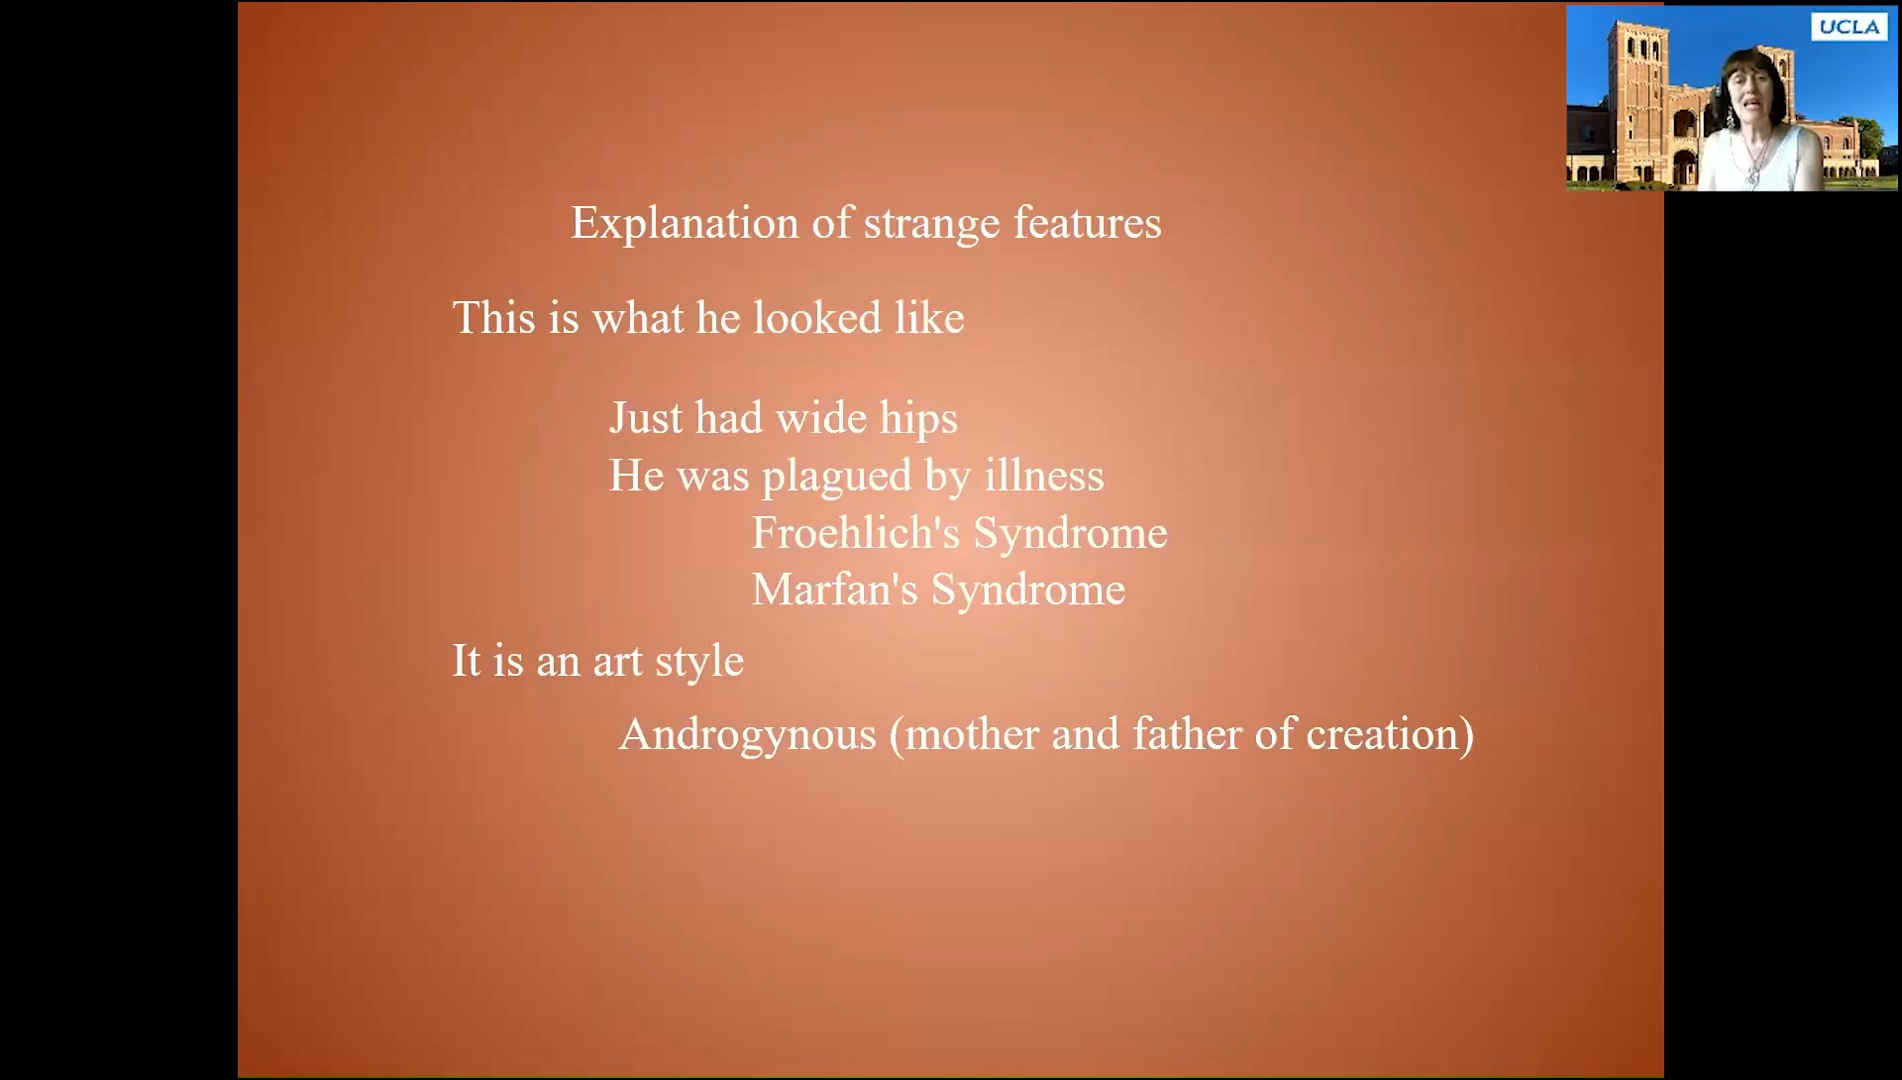 UCLA
Explanation of strange features
This is what he looked like
Just had wide hips
He was plagued by illness
Froehlich's Syndrome
Marfan's Syndrome
It is an art style
Androgynous (mother and father of creation)